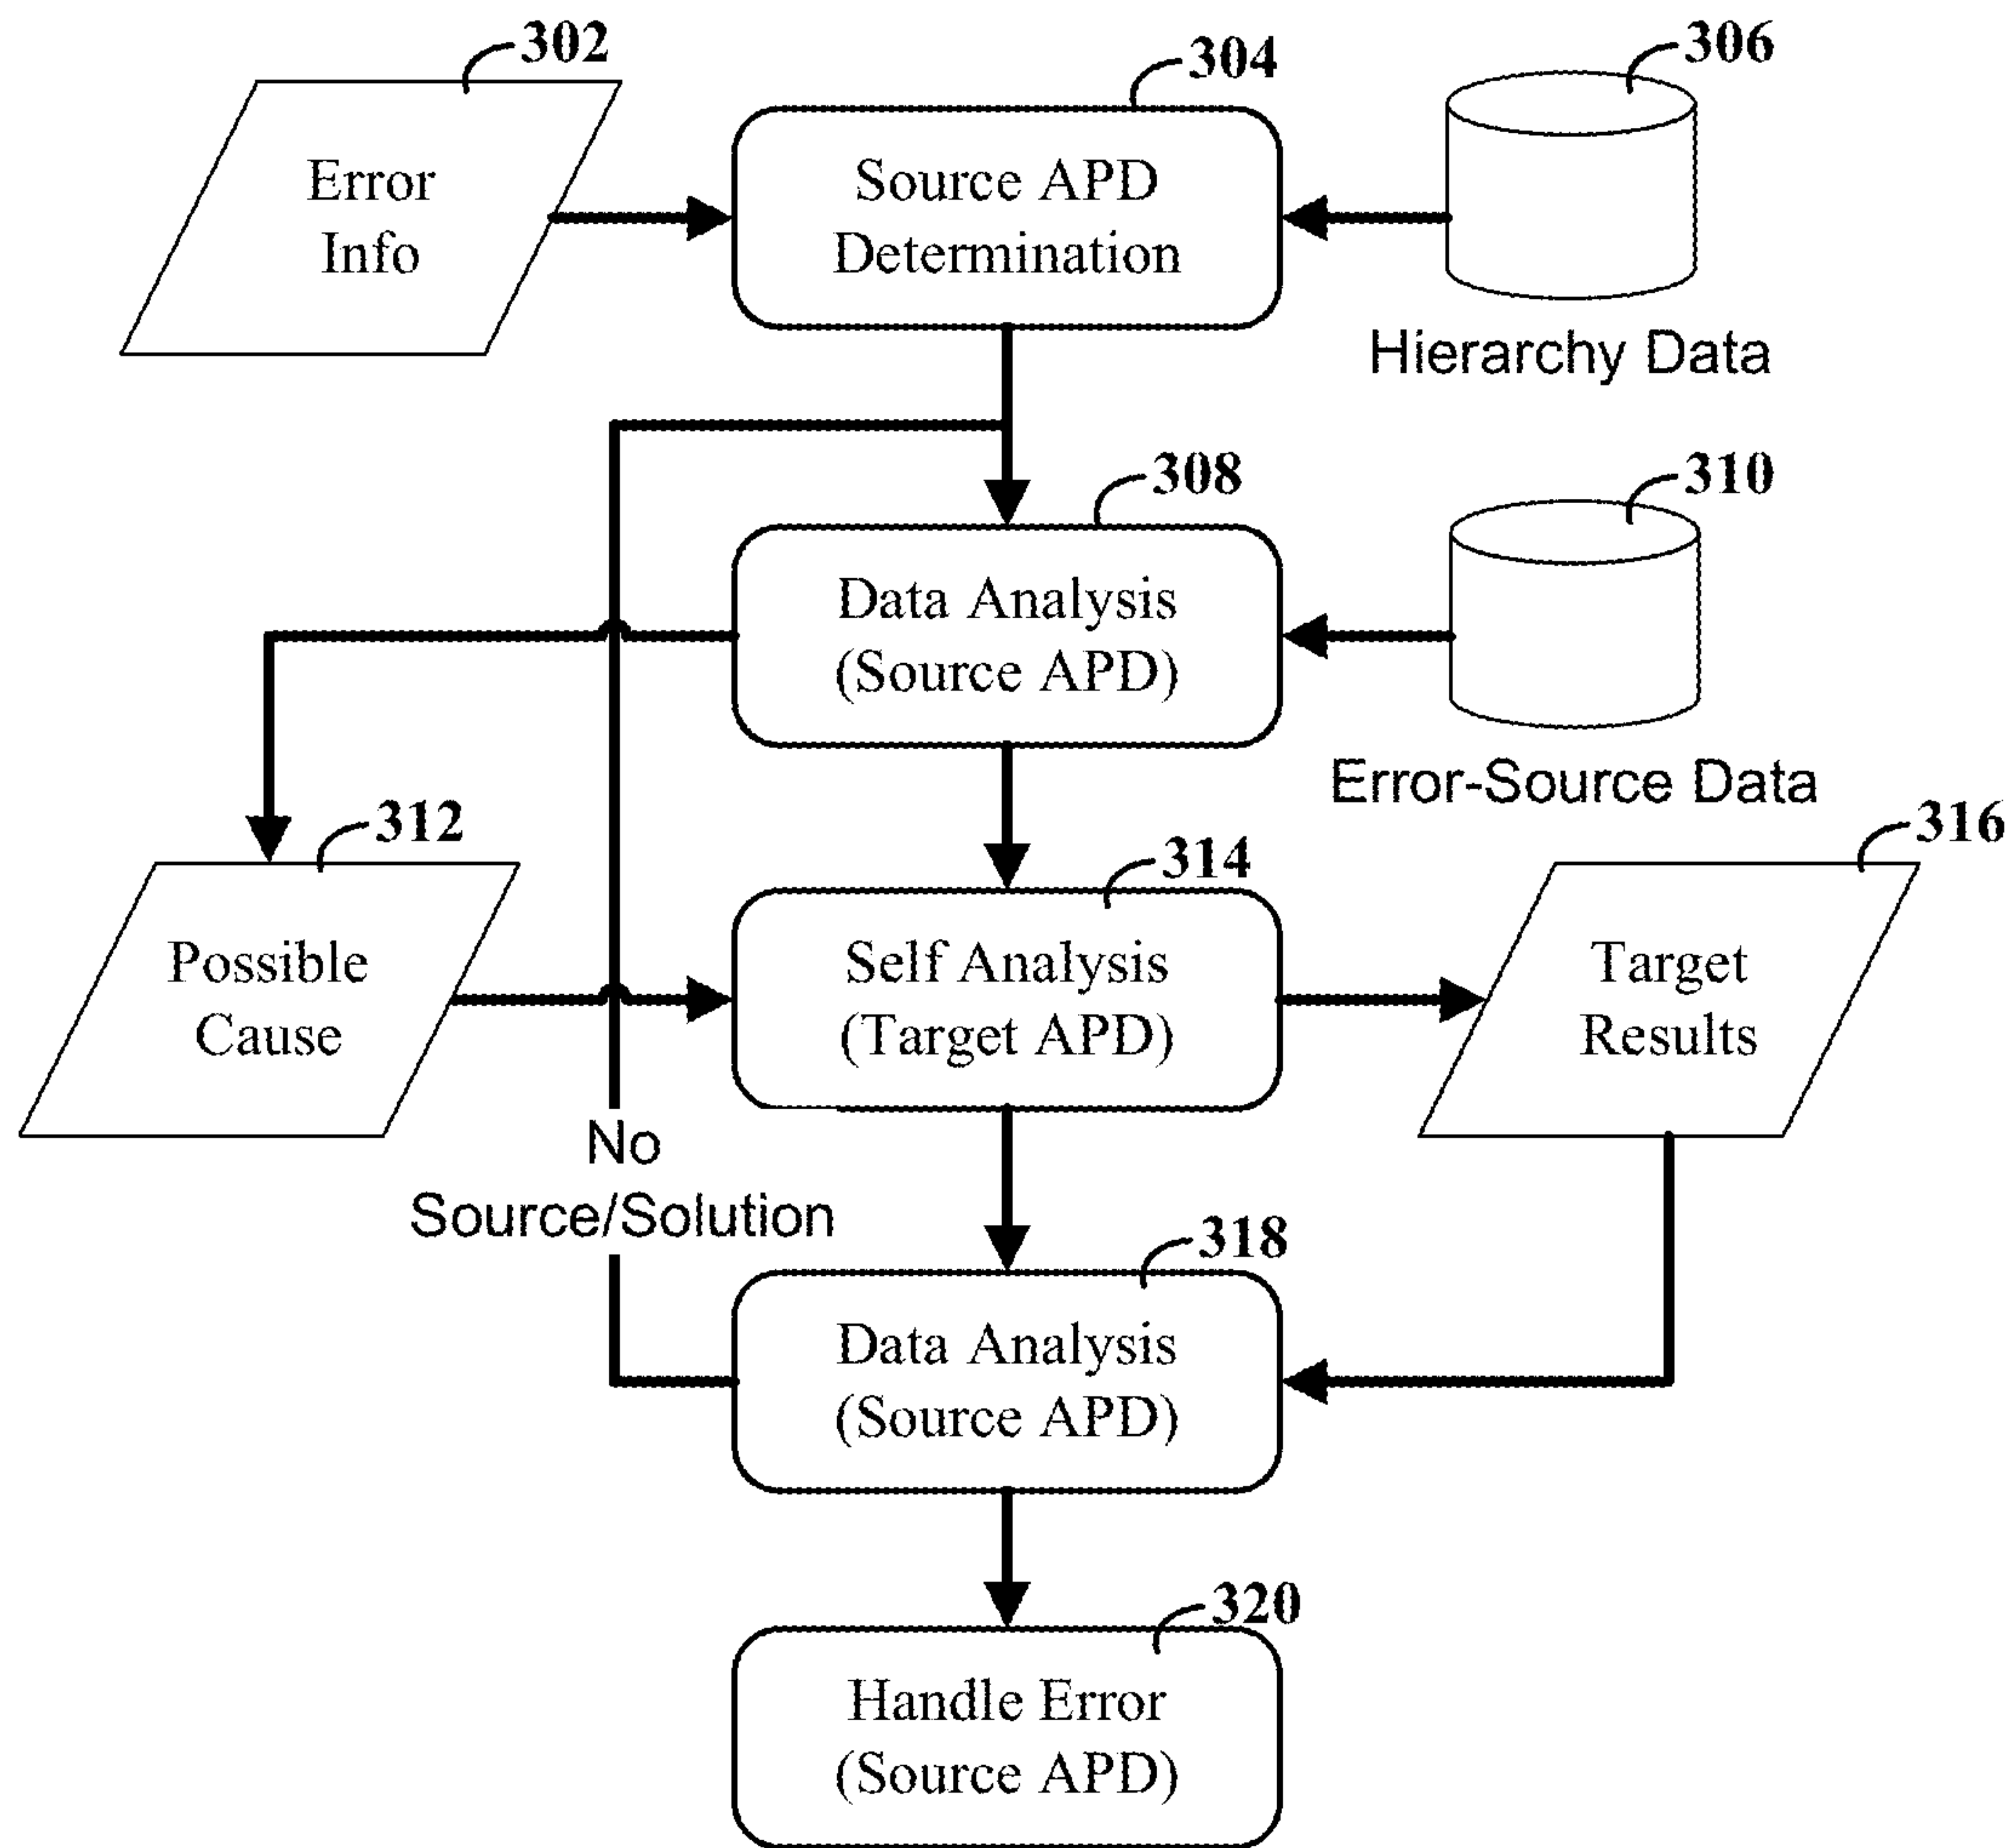 302
304
306
Error
Info
Source APD
Determination
Hierarchy Data
308
310
Data Analysis
(Source APD)
Error-Source Data
312
314
316
Possible
Cause
Self Analysis
(Target APD)
Target
Results
No
Source/Solution
318
Data Analysis
(Source APD)
320
Handle Error
(Source APD)